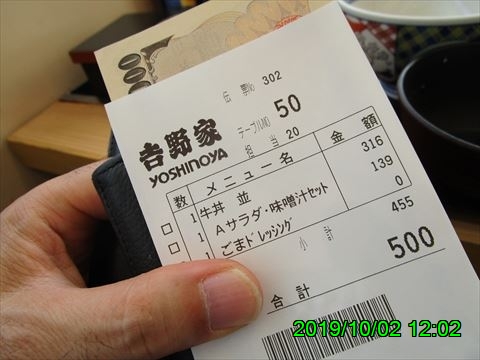 000
伝票No 302
テーブルNO 50
担当 20
吉野家
YOSHINOYA
数 メニュー名 金額
1 牛丼 並 316
1 Aサラダ・味噌汁セット 139
1 ごまドレッシング 0
小計 455
合計 500
2019/10/02 12:02